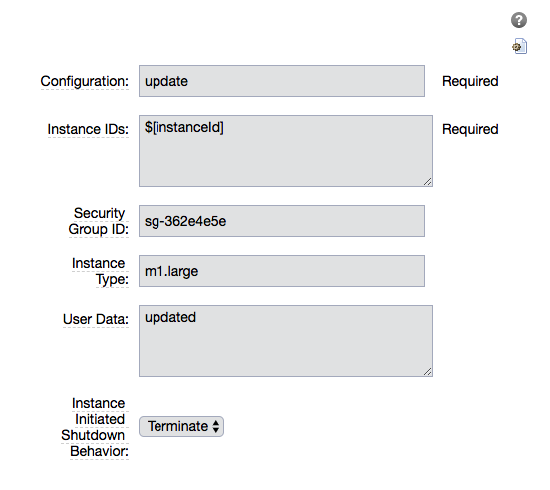 ?
Configuration: update Required
Instance IDs: $[instanceId] Required
Security
Group ID: sg-362e4e5e
Instance
Type: m1.large
User Data: updated
Instance
Initiated
Shutdown
Behavior: Terminate